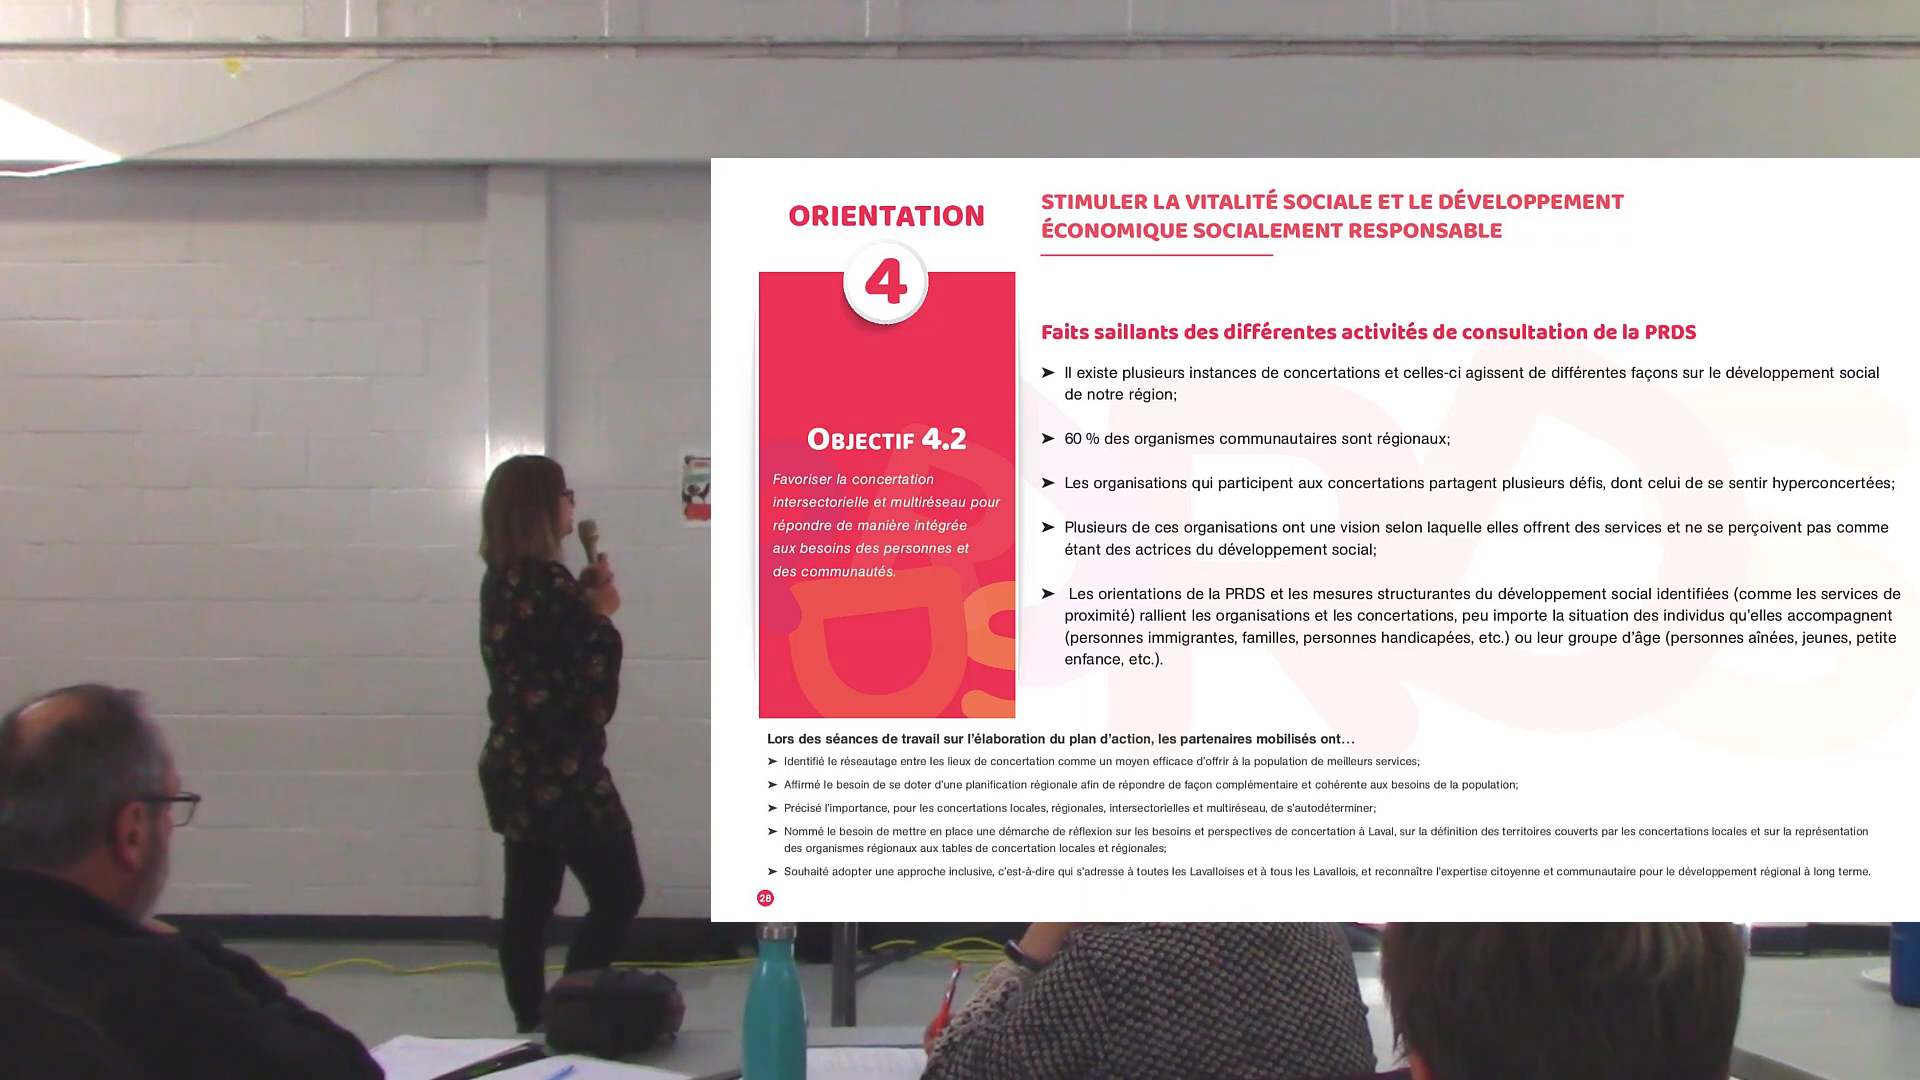 ORIENTATION
4
OBJECTIF 4.2
Favoriser la concertation
intersectorielle et multiréseau pour
répondre de manière intégrée
aux besoins des personnes et
des communautés.
STIMULER LA VITALITÉ SOCIALE ET LE DÉVELOPPEMENT
ÉCONOMIQUE SOCIALEMENT RESPONSABLE
Faits saillants des différentes activités de consultation de la PRDS
➤ Il existe plusieurs instances de concertations et celles-ci agissent de différentes façons sur le développement social
de notre région;
➤ 60 % des organismes communautaires sont régionaux;
➤ Les organisations qui participent aux concertations partagent plusieurs défis, dont celui de se sentir hyperconcertées;
➤ Plusieurs de ces organisations ont une vision selon laquelle elles offrent des services et ne se perçoivent pas comme
étant des actrices du développement social;
➤ Les orientations de la PRDS et les mesures structurantes du développement social identifiées (comme les services de
proximité) rallient les organisations et les concertations, peu importe la situation des individus qu'elles accompagnent
(personnes immigrantes, familles, personnes handicapées, etc.) ou leur groupe d'âge (personnes aînées, jeunes, petite
enfance, etc.).
Lors des séances de travail sur l'élaboration du plan d'action, les partenaires mobilisés ont…
➤ Identifié le réseautage entre les lieux de concertation comme un moyen efficace d'offrir à la population de meilleurs services;
➤ Affirmé le besoin de se doter d'une planification régionale afin de répondre de façon complémentaire et cohérente aux besoins de la population;
➤ Précisé l'importance, pour les concertations locales, régionales, intersectorielles et multiréseau, de s'autodéterminer;
➤ Nommé le besoin de mettre en place une démarche de réflexion sur les besoins et perspectives de concertation à Laval, sur la définition des territoires couverts par les concertations locales et sur la représentation
des organismes régionaux aux tables de concertation locales et régionales;
➤ Souhaité adopter une approche inclusive, c'est-à-dire qui s'adresse à toutes les Lavalloises et à tous les Lavallois, et reconnaître l'expertise citoyenne et communautaire pour le développement régional à long terme.
28